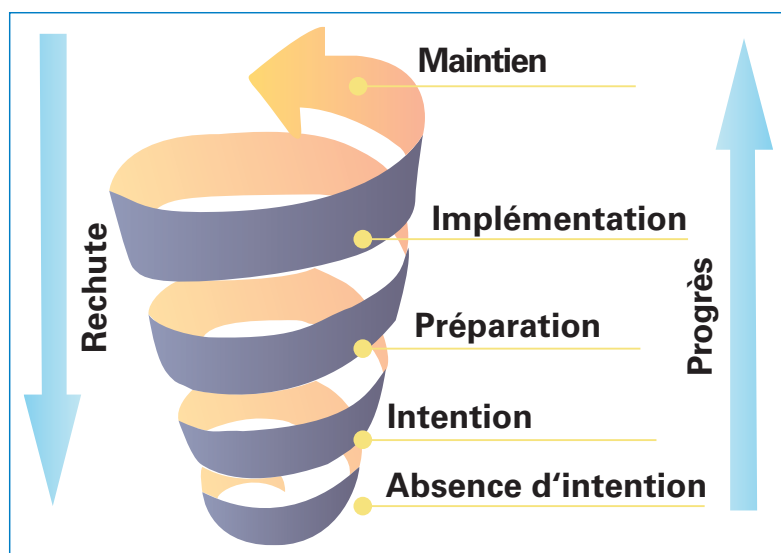 Maintien
Implémentation
Préparation
Intention
Absence d‘intention
Rechute
Progrès